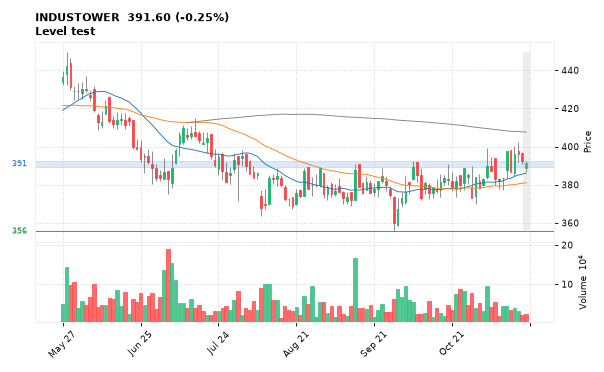 INDUSTOWER 391.60 (-0.25%)
Level test
440
420
400
391
380
360
356
Price
20
10
Volume 10⁴
May 27
Jun 25
Jul 24
Aug 21
Sep 21
Oct 21